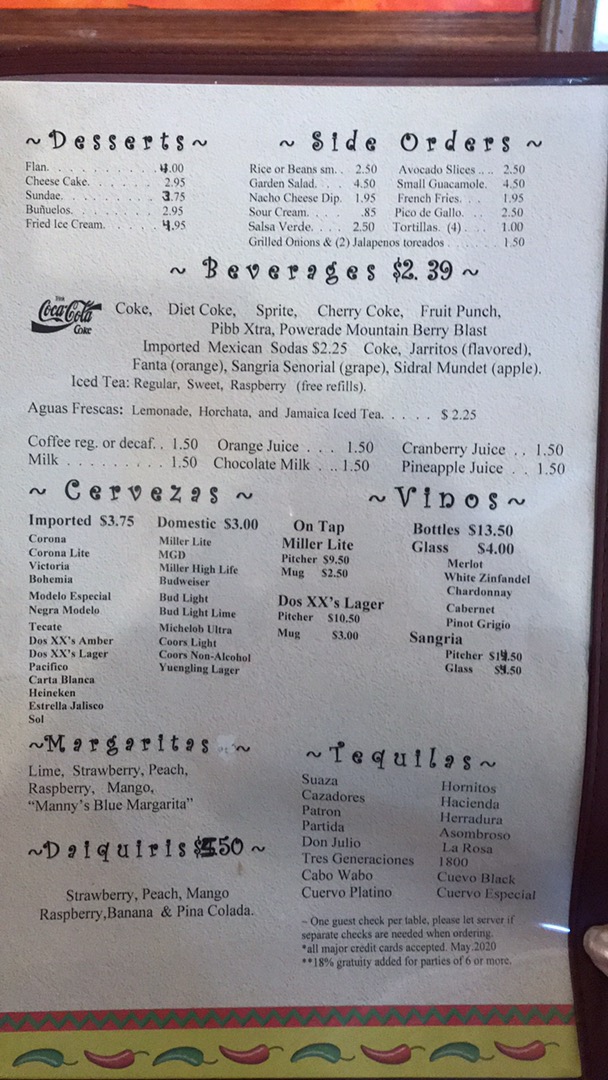 ~Desserts~
Flan. . . . . . . . . . .4.00
Cheese Cake. . . . . . . 2.95
Sundae. . . . . . . . . . 3.75
Buñuelos. . . . . . . . . 2.95
Fried Ice Cream. . . . . . 4.95
~ Side Orders ~
Rice or Beans sm. . 2.50 Avocado Slices .. .. 2.50
Garden Salad. . . . 4.50 Small Guacamole. 4.50
Nacho Cheese Dip. 1.95 French Fries. . . 1.95
Sour Cream. . . . .85 Pico de Gallo. . . 2.50
Salsa Verde. . . . 2.50 Tortillas. (4). . . 1.00
Grilled Onions & (2) Jalapenos toreados . . . . . 1.50
~ Beverages $2.39 ~
THE Coca-Cola Coke
Coke, Diet Coke, Sprite, Cherry Coke, Fruit Punch,
Pibb Xtra, Powerade Mountain Berry Blast
Imported Mexican Sodas $2.25 Coke, Jarritos (flavored),
Fanta (orange), Sangria Senorial (grape), Sidral Mundet (apple).
Iced Tea: Regular, Sweet, Raspberry (free refills).
Aguas Frescas: Lemonade, Horchata, and Jamaica Iced Tea. . . . . $ 2.25
Coffee reg. or decaf. . 1.50 Orange Juice . . . 1.50 Cranberry Juice . . 1.50
Milk . . . . . . . . . 1.50 Chocolate Milk . . . 1.50 Pineapple Juice . . 1.50
~ Cervezas ~
Imported $3.75
Corona
Corona Lite
Victoria
Bohemia
Modelo Especial
Negra Modelo
Tecate
Dos XX's Amber
Dos XX's Lager
Pacifico
Carta Blanca
Heineken
Estrella Jalisco
Sol
Domestic $3.00
Miller Lite
MGD
Miller High Life
Budweiser
Bud Light
Bud Light Lime
Michelob Ultra
Coors Light
Coors Non-Alcohol
Yuengling Lager
On Tap
Miller Lite
Pitcher $9.50
Mug $2.50
Dos XX's Lager
Pitcher $10.50
Mug $3.00
~Vinos~
Bottles $13.50
Glass $4.00
Merlot
White Zinfandel
Chardonnay
Cabernet
Pinot Grigio
Sangria
Pitcher $14.50
Glass
~Margaritas ~
Lime, Strawberry, Peach,
Raspberry, Mango,
"Manny's Blue Margarita"
~Daiquiris ~
Strawberry, Peach, Mango
Raspberry,Banana & Pina Colada.
~Tequilas~
Suaza
Cazadores
Patron
Partida
Don Julio
Tres Generaciones
Cabo Wabo
Cuervo Platino
Hornitos
Hacienda
Herradura
Asombroso
La Rosa
1800
Cuevo Black
Cuervo Especial
~ One guest check per table, please let server if
separate checks are needed when ordering.
*all major credit cards accepted. May.2020
**18% gratuity added for parties of 6 or more.